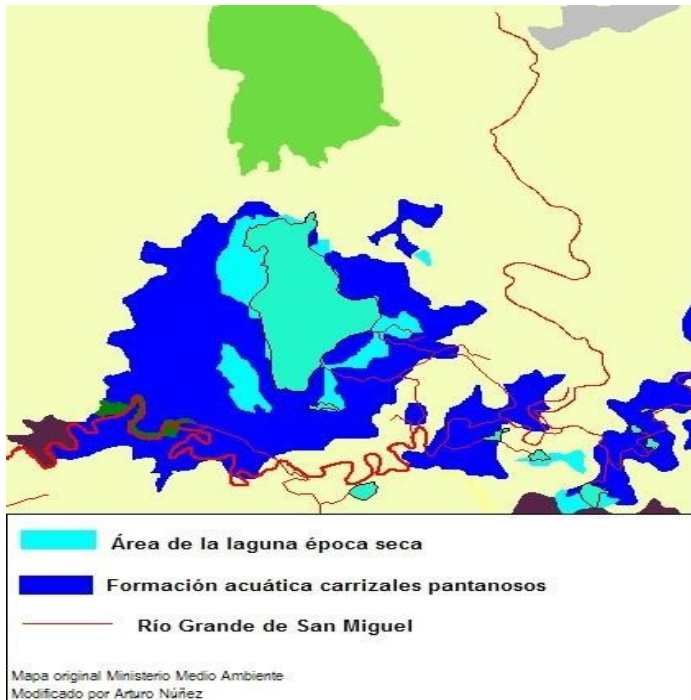 Área de la laguna época seca
Formación acuática carrizales pantanosos
Río Grande de San Miguel
Mapa original Ministerio Medio Ambiente
Modificado por Arturo Núñez